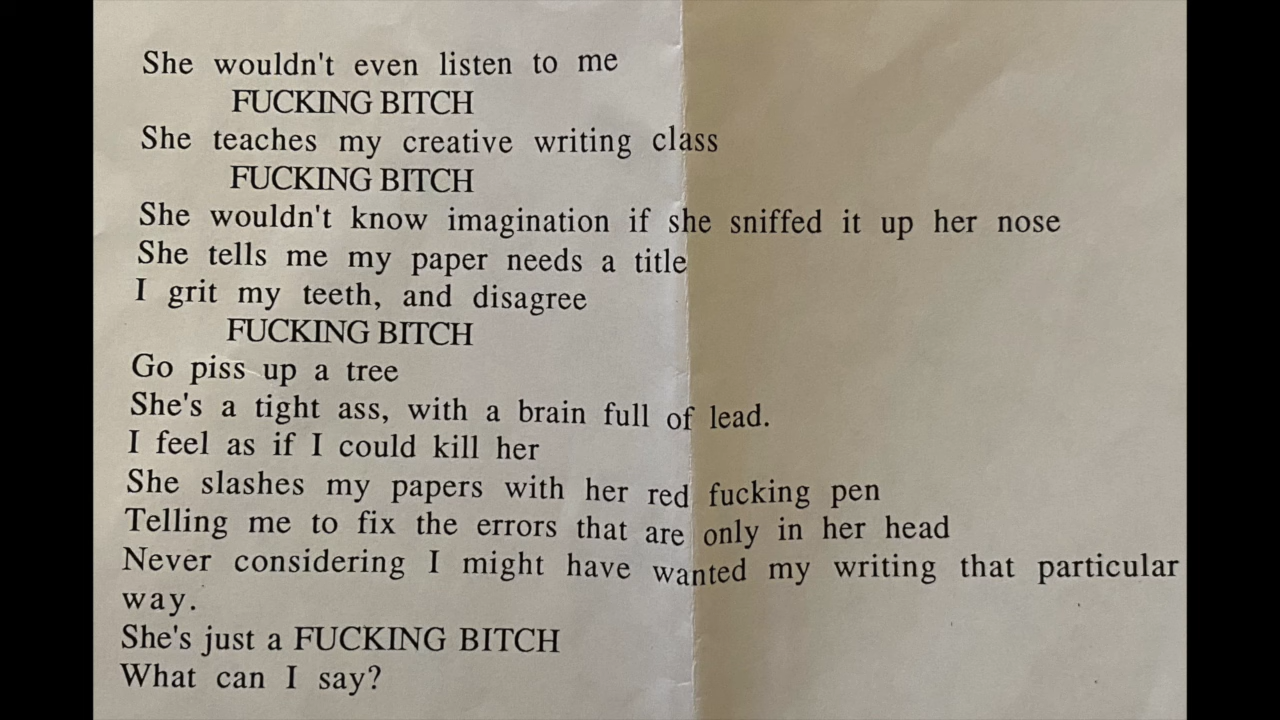 She wouldn't even listen to me
FUCKING BITCH
She teaches my creative writing class
FUCKING BITCH
She wouldn't know imagination if she sniffed it up her nose
She tells me my paper needs a title
I grit my teeth, and disagree
FUCKING BITCH
Go piss up a tree
She's a tight ass, with a brain full of lead.
I feel as if I could kill her
She slashes my papers with her red fucking pen
Telling me to fix the errors that are only in her head
Never considering I might have wanted my writing that particular
way.
She's just a FUCKING BITCH
What can I say?